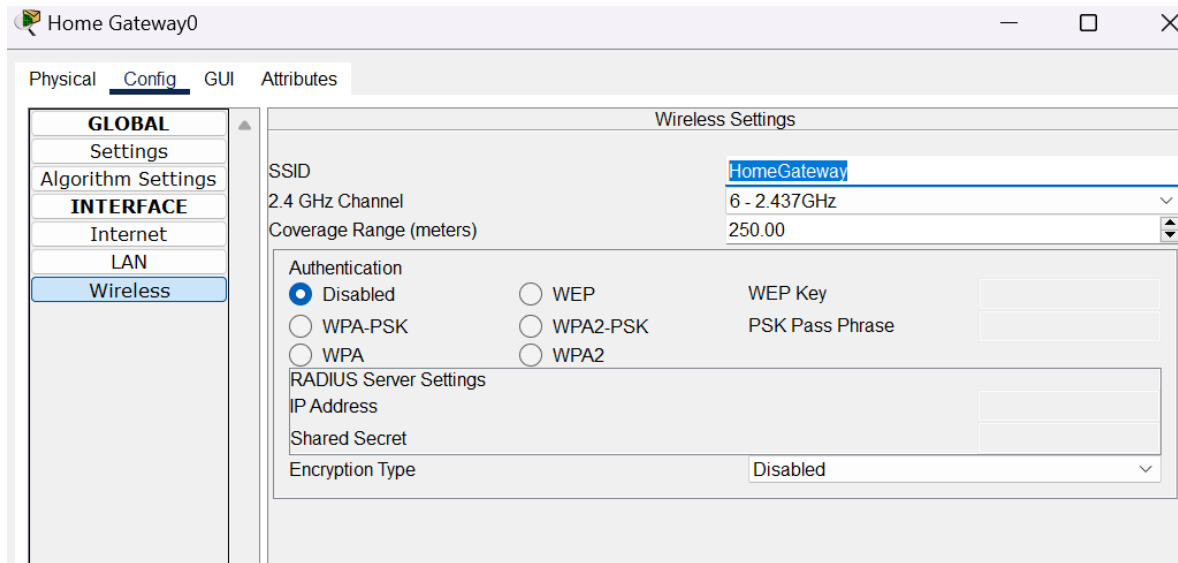 Home Gateway0
Physical Config GUI Attributes
GLOBAL
Settings
Algorithm Settings
INTERFACE
Internet
LAN
Wireless
Wireless Settings
SSID HomeGateway
2.4 GHz Channel 6 - 2.437GHz
Coverage Range (meters) 250.00
Authentication
Disabled WEP WEP Key
WPA-PSK WPA2-PSK PSK Pass Phrase
WPA WPA2
RADIUS Server Settings
IP Address
Shared Secret
Encryption Type Disabled